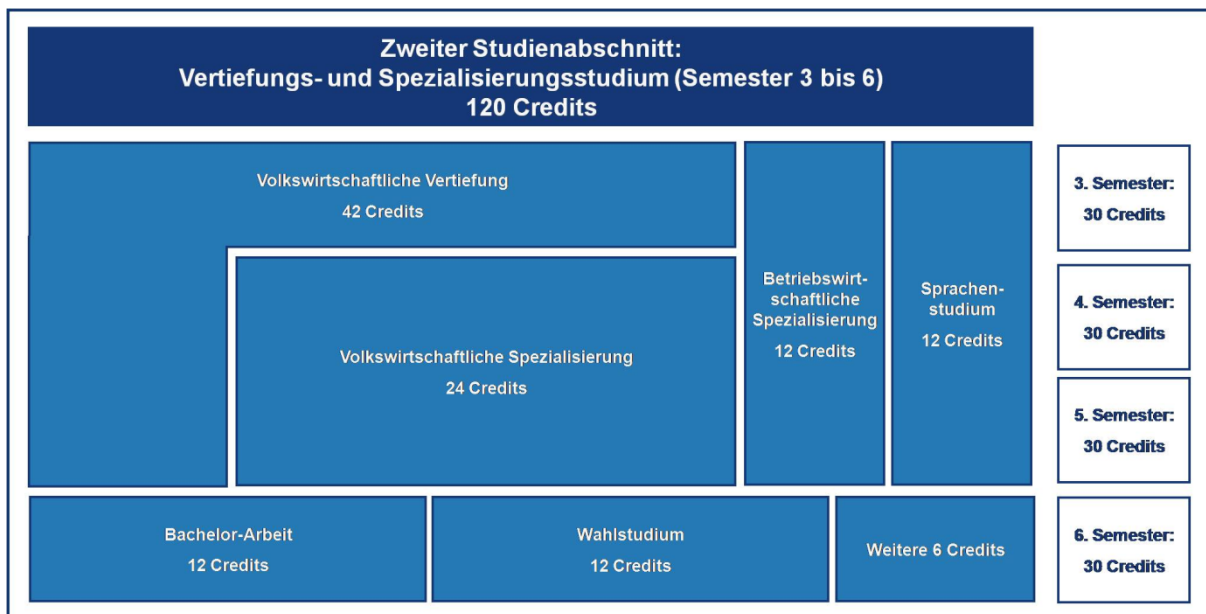 Zweiter Studienabschnitt:
Vertiefungs- und Spezialisierungsstudium (Semester 3 bis 6)
120 Credits
Volkswirtschaftliche Vertiefung
42 Credits
Volkswirtschaftliche Spezialisierung
24 Credits
Betriebswirt-
schaftliche
Spezialisierung
12 Credits
Sprachen-
studium
12 Credits
3. Semester:
30 Credits
4. Semester:
30 Credits
5. Semester:
30 Credits
Bachelor-Arbeit
12 Credits
Wahlstudium
12 Credits
Weitere 6 Credits
6. Semester:
30 Credits